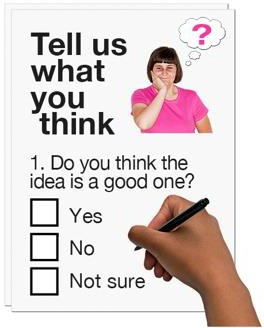 Tell us
what
you
think
?
1. Do you think the
idea is a good one?
Yes
No
Not sure